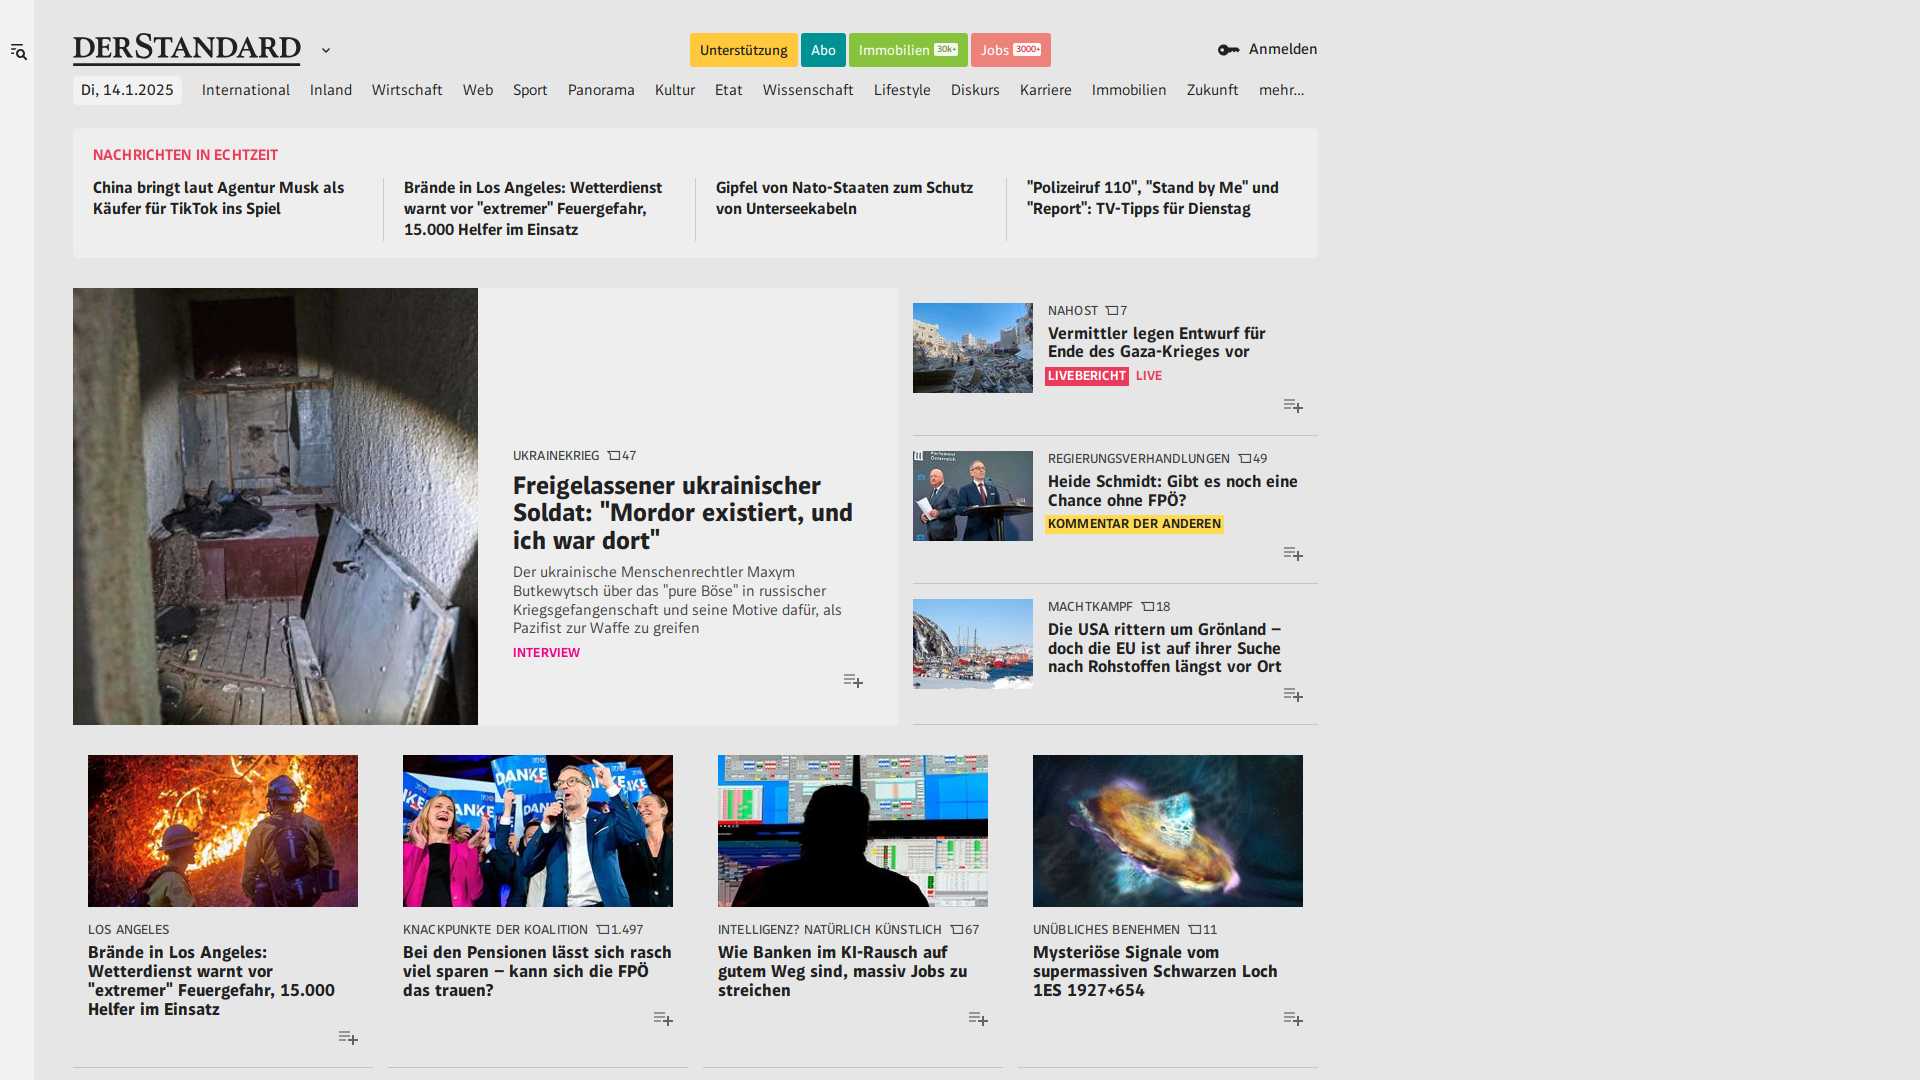 DERSTANDARD
Unterstützung
Abo
Immobilien 30k+
Jobs 3000+
Anmelden
Di, 14.1.2025
International
Inland
Wirtschaft
Web
Sport
Panorama
Kultur
Etat
Wissenschaft
Lifestyle
Diskurs
Karriere
Immobilien
Zukunft
mehr...
NACHRICHTEN IN ECHTZEIT
China bringt laut Agentur Musk als
Käufer für TikTok ins Spiel
Brände in Los Angeles: Wetterdienst
warnt vor "extremer" Feuergefahr,
15.000 Helfer im Einsatz
Gipfel von Nato-Staaten zum Schutz
von Unterseekabeln
"Polizeiruf 110", "Stand by Me" und
"Report": TV-Tipps für Dienstag
UKRAINEKRIEG 47
Freigelassener ukrainischer
Soldat: "Mordor existiert, und
ich war dort"
Der ukrainische Menschenrechtler Maxym
Butkewytsch über das "pure Böse" in russischer
Kriegsgefangenschaft und seine Motive dafür, als
Pazifist zur Waffe zu greifen
INTERVIEW
NAHOST 7
Vermittler legen Entwurf für
Ende des Gaza-Krieges vor
LIVEBERICHT LIVE
Parlament
Österreich
REGIERUNGSVERHANDLUNGEN 49
Heide Schmidt: Gibt es noch eine
Chance ohne FPÖ?
KOMMENTAR DER ANDEREN
MACHTKAMPF 18
Die USA rittern um Grönland –
doch die EU ist auf ihrer Suche
nach Rohstoffen längst vor Ort
LOS ANGELES
Brände in Los Angeles:
Wetterdienst warnt vor
"extremer" Feuergefahr, 15.000
Helfer im Einsatz
DANKE
DANKE
KNACKPUNKTE DER KOALITION 1.497
Bei den Pensionen lässt sich rasch
viel sparen – kann sich die FPÖ
das trauen?
INTELLIGENZ? NATÜRLICH KÜNSTLICH 67
Wie Banken im KI-Rausch auf
gutem Weg sind, massiv Jobs zu
streichen
UNÜBLICHES BENEHMEN 11
Mysteriöse Signale vom
supermassiven Schwarzen Loch
1ES 1927+654